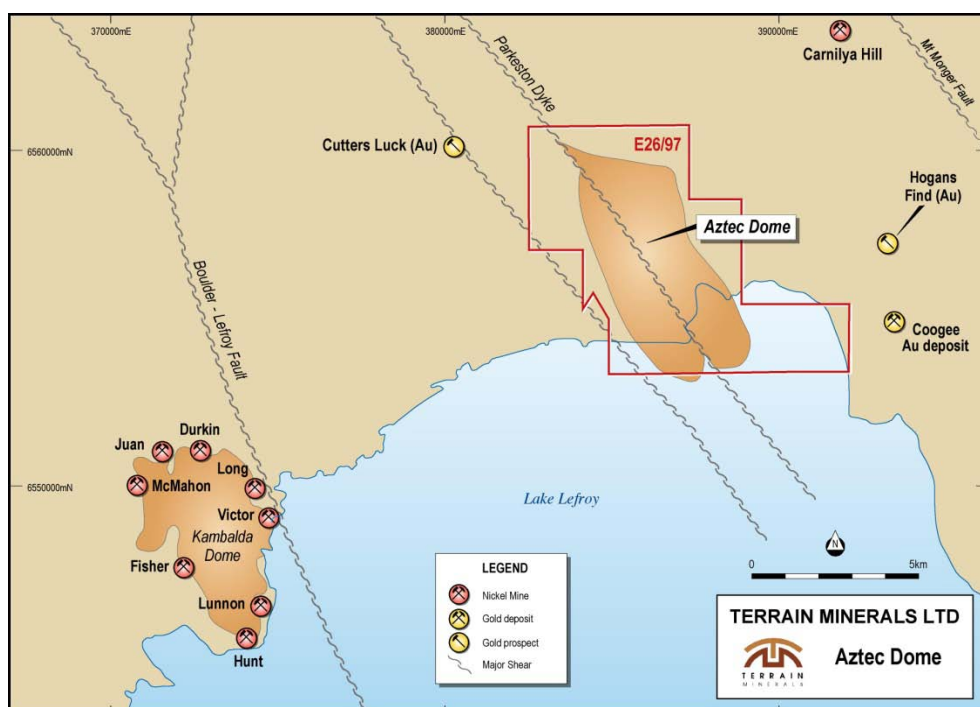 370000mE
380000mE
390000mE
Carnilya Hill
Mt Monger Fault
Parkeston Dyke
Cutters Luck (Au)
6560000mN
E26/97
Hogans
Find (Au)
Aztec Dome
Boulder - Lefroy Fault
Coogee
Au deposit
Durkin
Juan
Long
McMahon
6550000mN
Victor
Lake Lefroy
Kambalda
Dome
Fisher
Lunnon
Hunt
N
0
5km
LEGEND
Nickel Mine
Gold deposit
Gold prospect
Major Shear
TERRAIN MINERALS LTD
Aztec Dome
TERRAIN
MINERALS